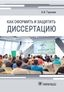 КАК ОФОРМИТЬ И ЗАЩИТИТЬ
ДИССЕРТАЦИЮ